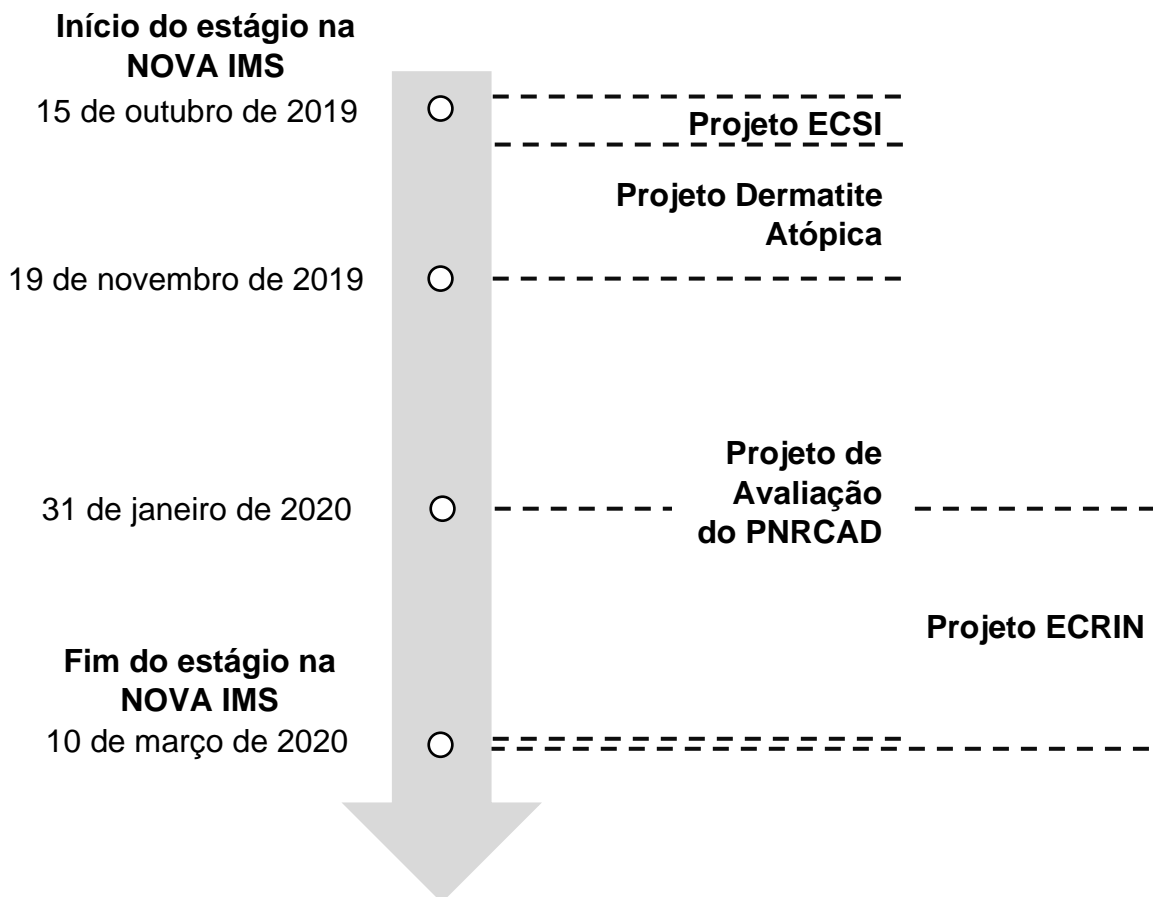 Início do estágio na
NOVA IMS
15 de outubro de 2019
Projeto ECSI
Projeto Dermatite
Atópica
19 de novembro de 2019
Projeto de
Avaliação
do PNRCAD
31 de janeiro de 2020
Projeto ECRIN
Fim do estágio na
NOVA IMS
10 de março de 2020